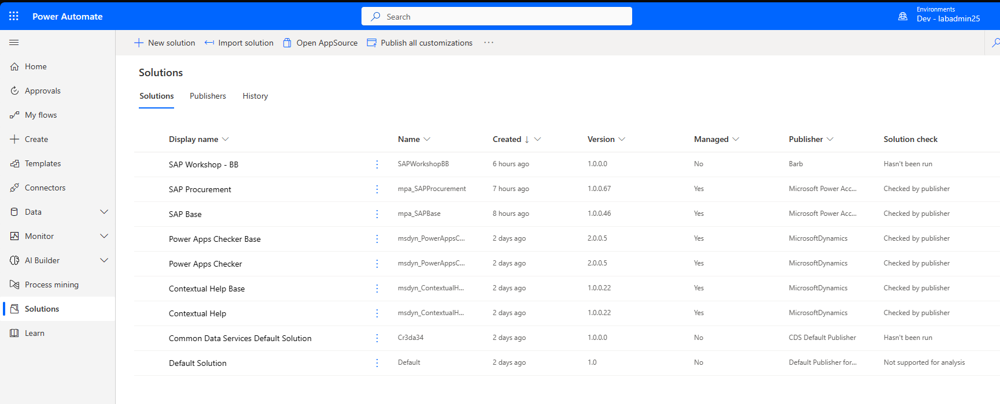 Power Automate
Search
Environments
Dev - labadmin25
New solution
Import solution
Open AppSource
Publish all customizations
Home
Approvals
My flows
Create
Templates
Connectors
Data
Monitor
AI Builder
Process mining
Solutions
Learn
Solutions
Solutions Publishers History
Display name Name Created ↓ Version Managed Publisher Solution check
SAP Workshop - BB SAPWorkshopBB 6 hours ago 1.0.0.0 No Barb Hasn't been run
SAP Procurement mpa_SAPProcurement 7 hours ago 1.0.0.67 Yes Microsoft Power Acc... Checked by publisher
SAP Base mpa_SAPBase 8 hours ago 1.0.0.46 Yes Microsoft Power Acc... Checked by publisher
Power Apps Checker Base msdyn_PowerAppsC... 2 days ago 2.0.0.5 Yes MicrosoftDynamics Checked by publisher
Power Apps Checker msdyn_PowerAppsC... 2 days ago 2.0.0.5 Yes MicrosoftDynamics Checked by publisher
Contextual Help Base msdyn_ContextualH... 2 days ago 1.0.0.22 Yes MicrosoftDynamics Checked by publisher
Contextual Help msdyn_ContextualH... 2 days ago 1.0.0.22 Yes MicrosoftDynamics Checked by publisher
Common Data Services Default Solution Cr3da34 2 days ago 1.0.0.0 No CDS Default Publisher Hasn't been run
Default Solution Default 2 days ago 1.0 No Default Publisher for... Not supported for analysis